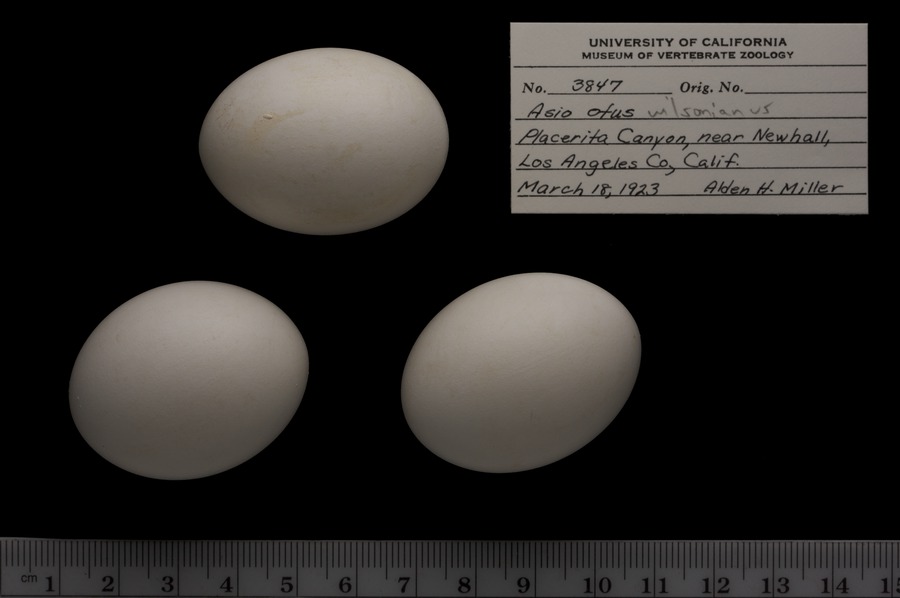 UNIVERSITY OF CALIFORNIA
MUSEUM OF VERTEBRATE ZOOLOGY
No. 3847 Orig. No.
Asio otus wilsonianus
Placerita Canyon, near Newhall,
Los Angeles Co, Calif.
March 18, 1923 Alden H. Miller
cm 1 2 3 4 5 6 7 8 9 10 11 12 13 14 15